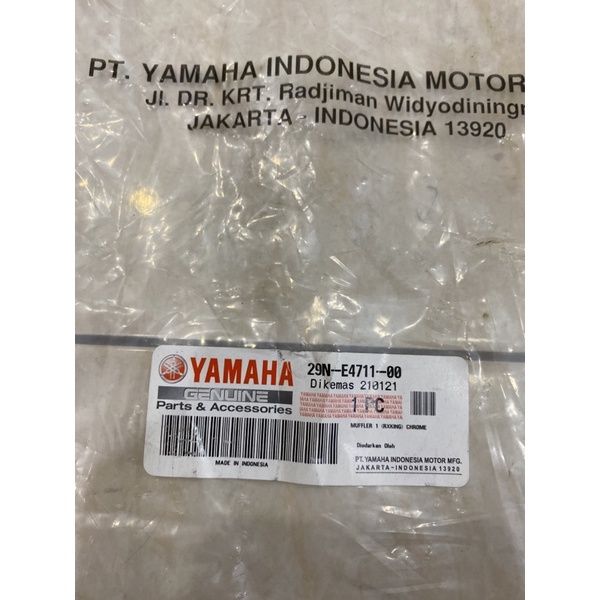 PT. YAMAHA INDONESIA MOTOR
Jl. DR. KRT. Radjiman Widyodiningr
JAKARTA - INDONESIA 13920
YAMAHA
GENUINE
Parts & Accessories
MADE IN INDONESIA
29N-E4711-00
Dikemas 210121
1 PC
MUFFLER 1 (RXKING) CHROME
Diedarkan Oleh
PT. YAMAHA INDONESIA MOTOR MFG.
JAKARTA-INDONESIA 13920